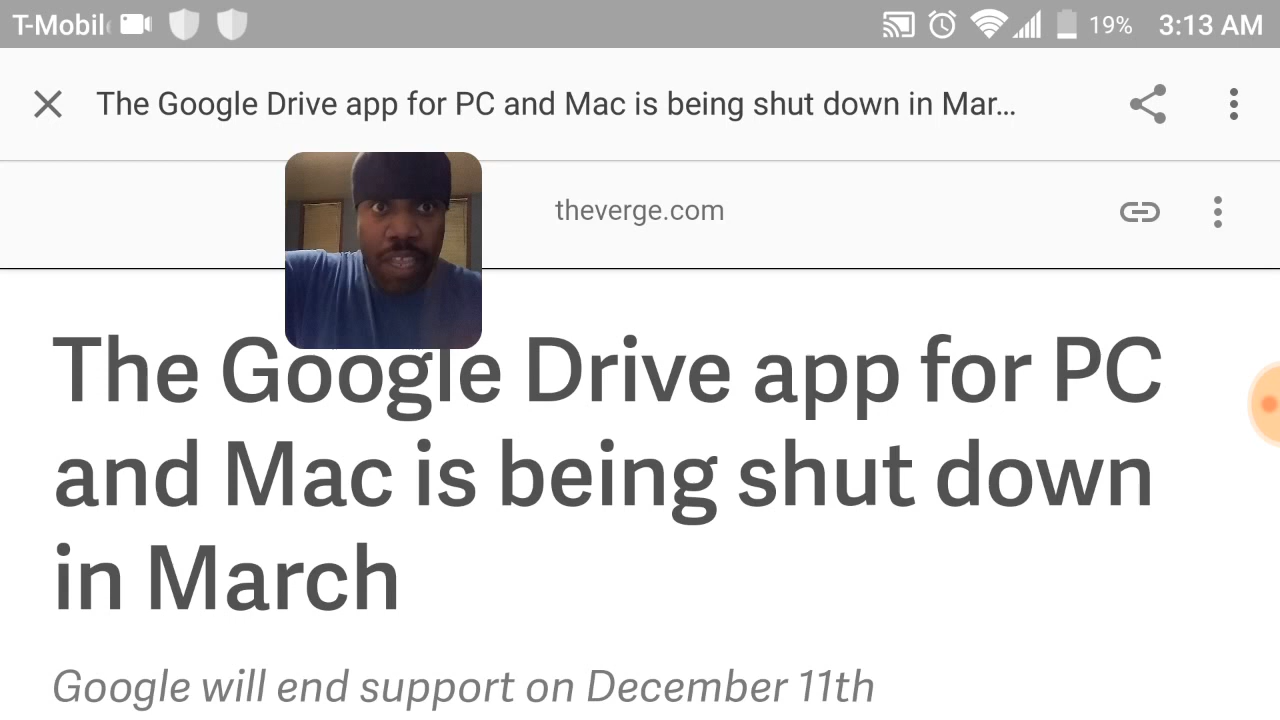 T-Mobil 19% 3:13 AM
The Google Drive app for PC and Mac is being shut down in Mar...
theverge.com
The Google Drive app for PC
and Mac is being shut down
in March
Google will end support on December 11th